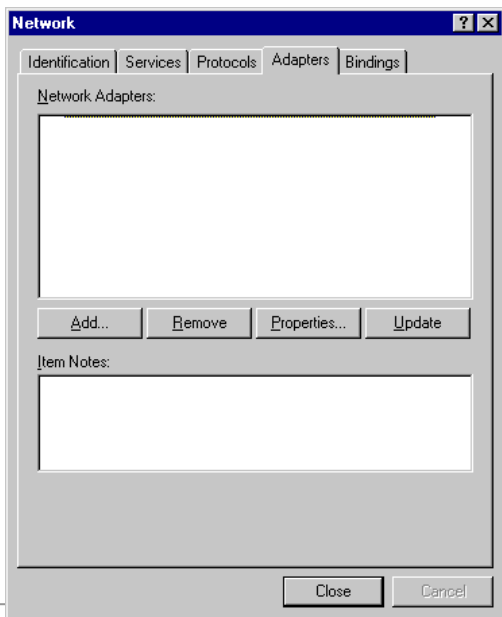 Network
Identification Services Protocols Adapters Bindings
Network Adapters:
Add... Remove Properties... Update
Item Notes:
Close Cancel